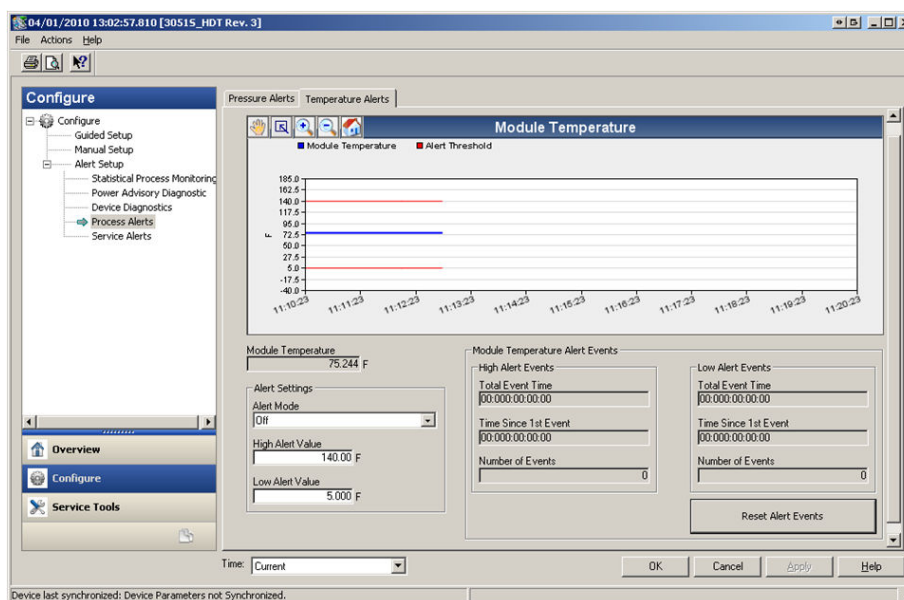 04/01/2010 13:02:57.810 [3051S_HDT Rev. 3]
File Actions Help
Configure
Configure
Guided Setup
Manual Setup
Alert Setup
Statistical Process Monitoring
Power Advisory Diagnostic
Device Diagnostics
Process Alerts
Service Alerts
Overview
Configure
Service Tools
Pressure Alerts Temperature Alerts
Module Temperature
Module Temperature Alert Threshold
185.0
162.5
140.0
117.5
95.0
72.5
50.0
27.5
5.0
-17.5
-40.0
F
11:10:23 11:11:23 11:12:23 11:13:23 11:14:23 11:15:23 11:16:23 11:17:23 11:18:23 11:19:23 11:20:23
Module Temperature
75.244 F
Alert Settings
Alert Mode
Off
High Alert Value
140.00 F
Low Alert Value
5.000 F
Module Temperature Alert Events
High Alert Events
Total Event Time
00:000:00:00:00
Time Since 1st Event
00:000:00:00:00
Number of Events
0
Low Alert Events
Total Event Time
00:000:00:00:00
Time Since 1st Event
00:000:00:00:00
Number of Events
0
Reset Alert Events
Time: Current
OK Cancel Apply Help
Device last synchronized: Device Parameters not Synchronized.